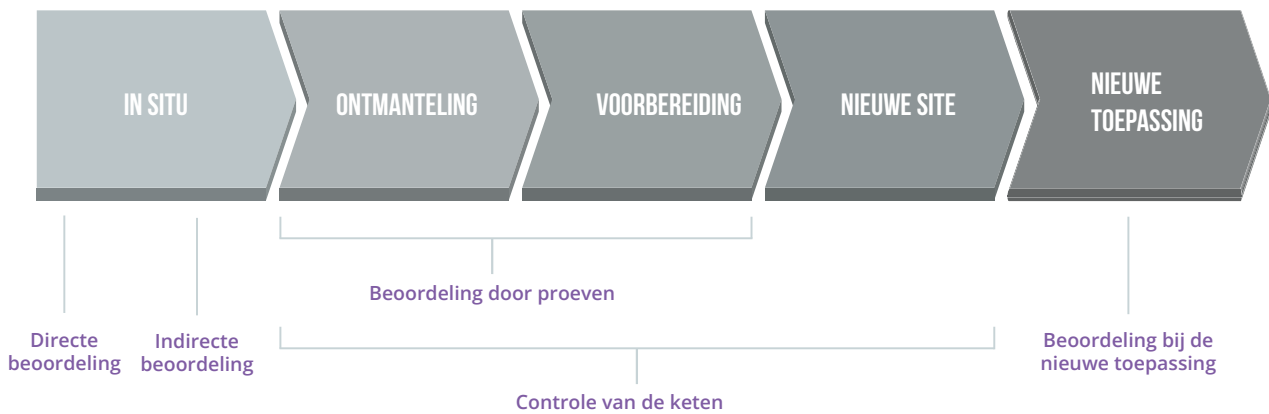 IN SITU
ONTMANTELING
VOORBEREIDING
NIEUWE SITE
NIEUWE
TOEPASSING
Beoordeling door proeven
Directe
beoordeling
Indirecte
beoordeling
Beoordeling bij de
nieuwe toepassing
Controle van de keten